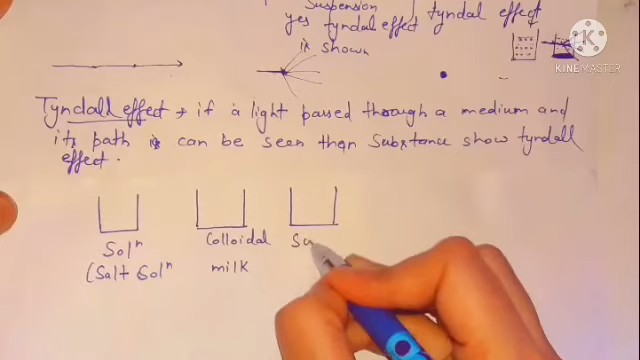 Suspension tyndal effect
yes tyndal effect
is shown
K
KINEMASTER
Tyndall effect → if a light passed through a medium and
its path is can be seen then substance show tyndall
effect.
Solⁿ Colloidal Su
(Salt Solⁿ milk